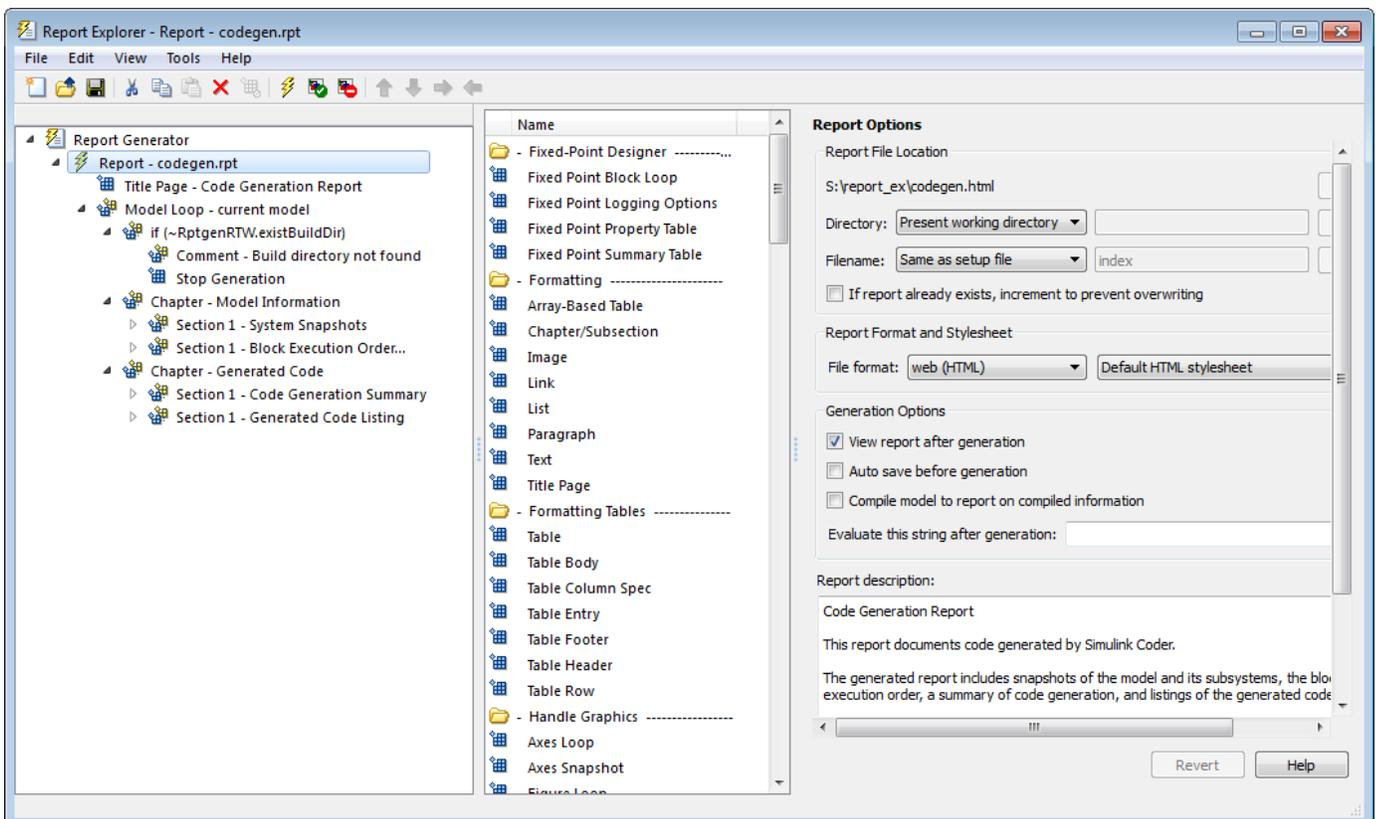 Report Explorer - Report - codegen.rpt
File Edit View Tools Help
Report Generator
Report - codegen.rpt
Title Page - Code Generation Report
Model Loop - current model
if (~RptgenRTW.existBuildDir)
Comment - Build directory not found
Stop Generation
Chapter - Model Information
Section 1 - System Snapshots
Section 1 - Block Execution Order...
Chapter - Generated Code
Section 1 - Code Generation Summary
Section 1 - Generated Code Listing
Name
- Fixed-Point Designer ---------...
Fixed Point Block Loop
Fixed Point Logging Options
Fixed Point Property Table
Fixed Point Summary Table
- Formatting ----------------------
Array-Based Table
Chapter/Subsection
Image
Link
List
Paragraph
Text
Title Page
- Formatting Tables ---------------
Table
Table Body
Table Column Spec
Table Entry
Table Footer
Table Header
Table Row
- Handle Graphics -----------------
Axes Loop
Axes Snapshot
Figure Loop
Report Options
Report File Location
S:\report_ex\codegen.html
Directory: Present working directory
Filename: Same as setup file index
If report already exists, increment to prevent overwriting
Report Format and Stylesheet
File format: web (HTML) Default HTML stylesheet
Generation Options
View report after generation
Auto save before generation
Compile model to report on compiled information
Evaluate this string after generation:
Report description:
Code Generation Report
This report documents code generated by Simulink Coder.
The generated report includes snapshots of the model and its subsystems, the blo
execution order, a summary of code generation, and listings of the generated code
Revert Help